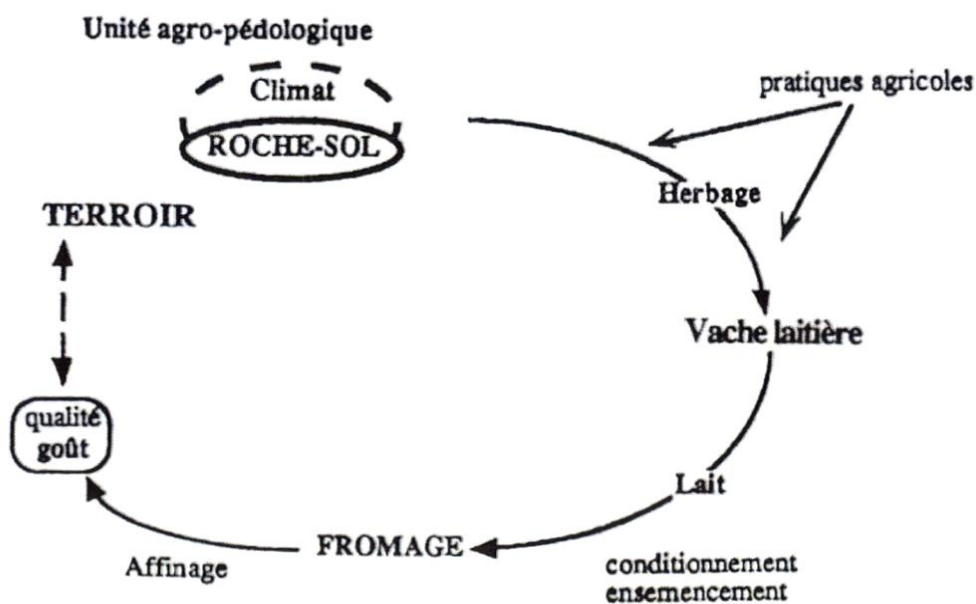 Unité agro-pédologique
Climat
ROCHE-SOL
pratiques agricoles
Herbage
TERROIR
Vache laitière
qualité
goût
Lait
FROMAGE
Affinage
conditionnement
ensemencement